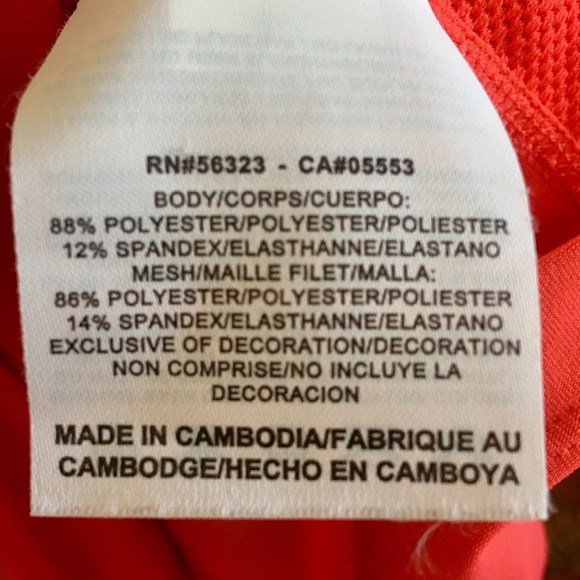 RN#56323 - CA#05553
BODY/CORPS/CUERPO:
88% POLYESTER/POLYESTER/POLIESTER
12% SPANDEX/ELASTHANNE/ELASTANO
MESH/MAILLE FILET/MALLA:
86% POLYESTER/POLYESTER/POLIESTER
14% SPANDEX/ELASTHANNE/ELASTANO
EXCLUSIVE OF DECORATION/DECORATION
NON COMPRISE/NO INCLUYE LA
DECORACION
MADE IN CAMBODIA/FABRIQUE AU
CAMBODGE/HECHO EN CAMBOYA